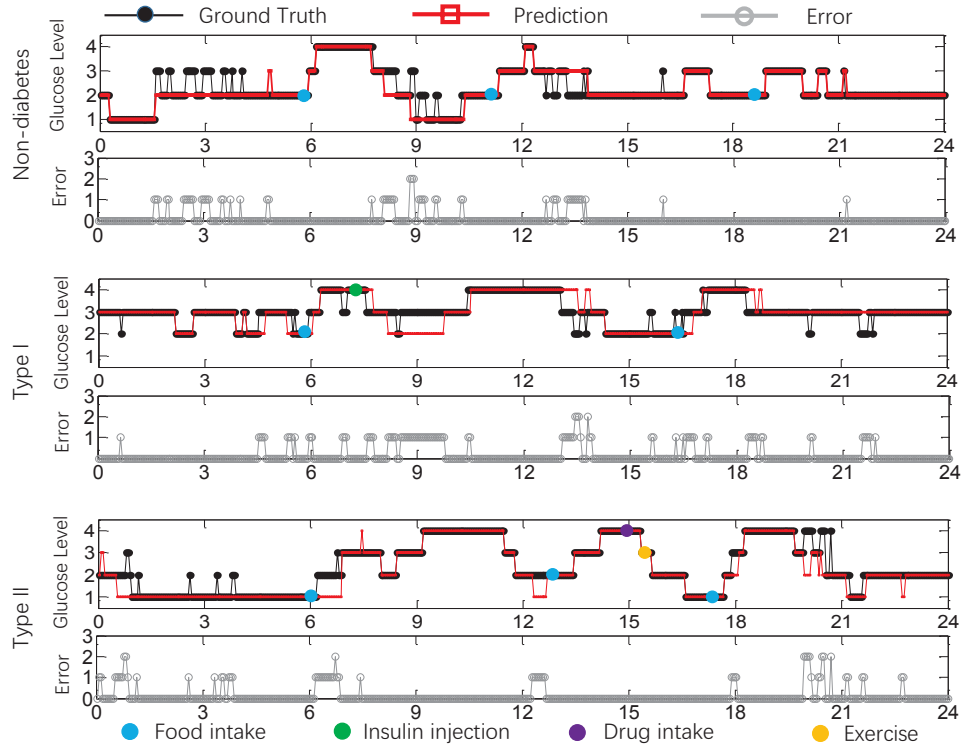 Ground Truth Prediction Error
Non-diabetes
Glucose Level
4
3
2
1
0 3 6 9 12 15 18 21 24
Error
3
2
1
0
0 3 6 9 12 15 18 21 24
Type I
Glucose Level
4
3
2
1
0 3 6 9 12 15 18 21 24
Error
3
2
1
0 3 6 9 12 15 18 21 24
Type II
Glucose Level
4
3
2
1
0 3 6 9 12 15 18 21 24
Error
3
2
1
0
0 3 6 9 12 15 18 21 24
Food intake Insulin injection Drug intake Exercise